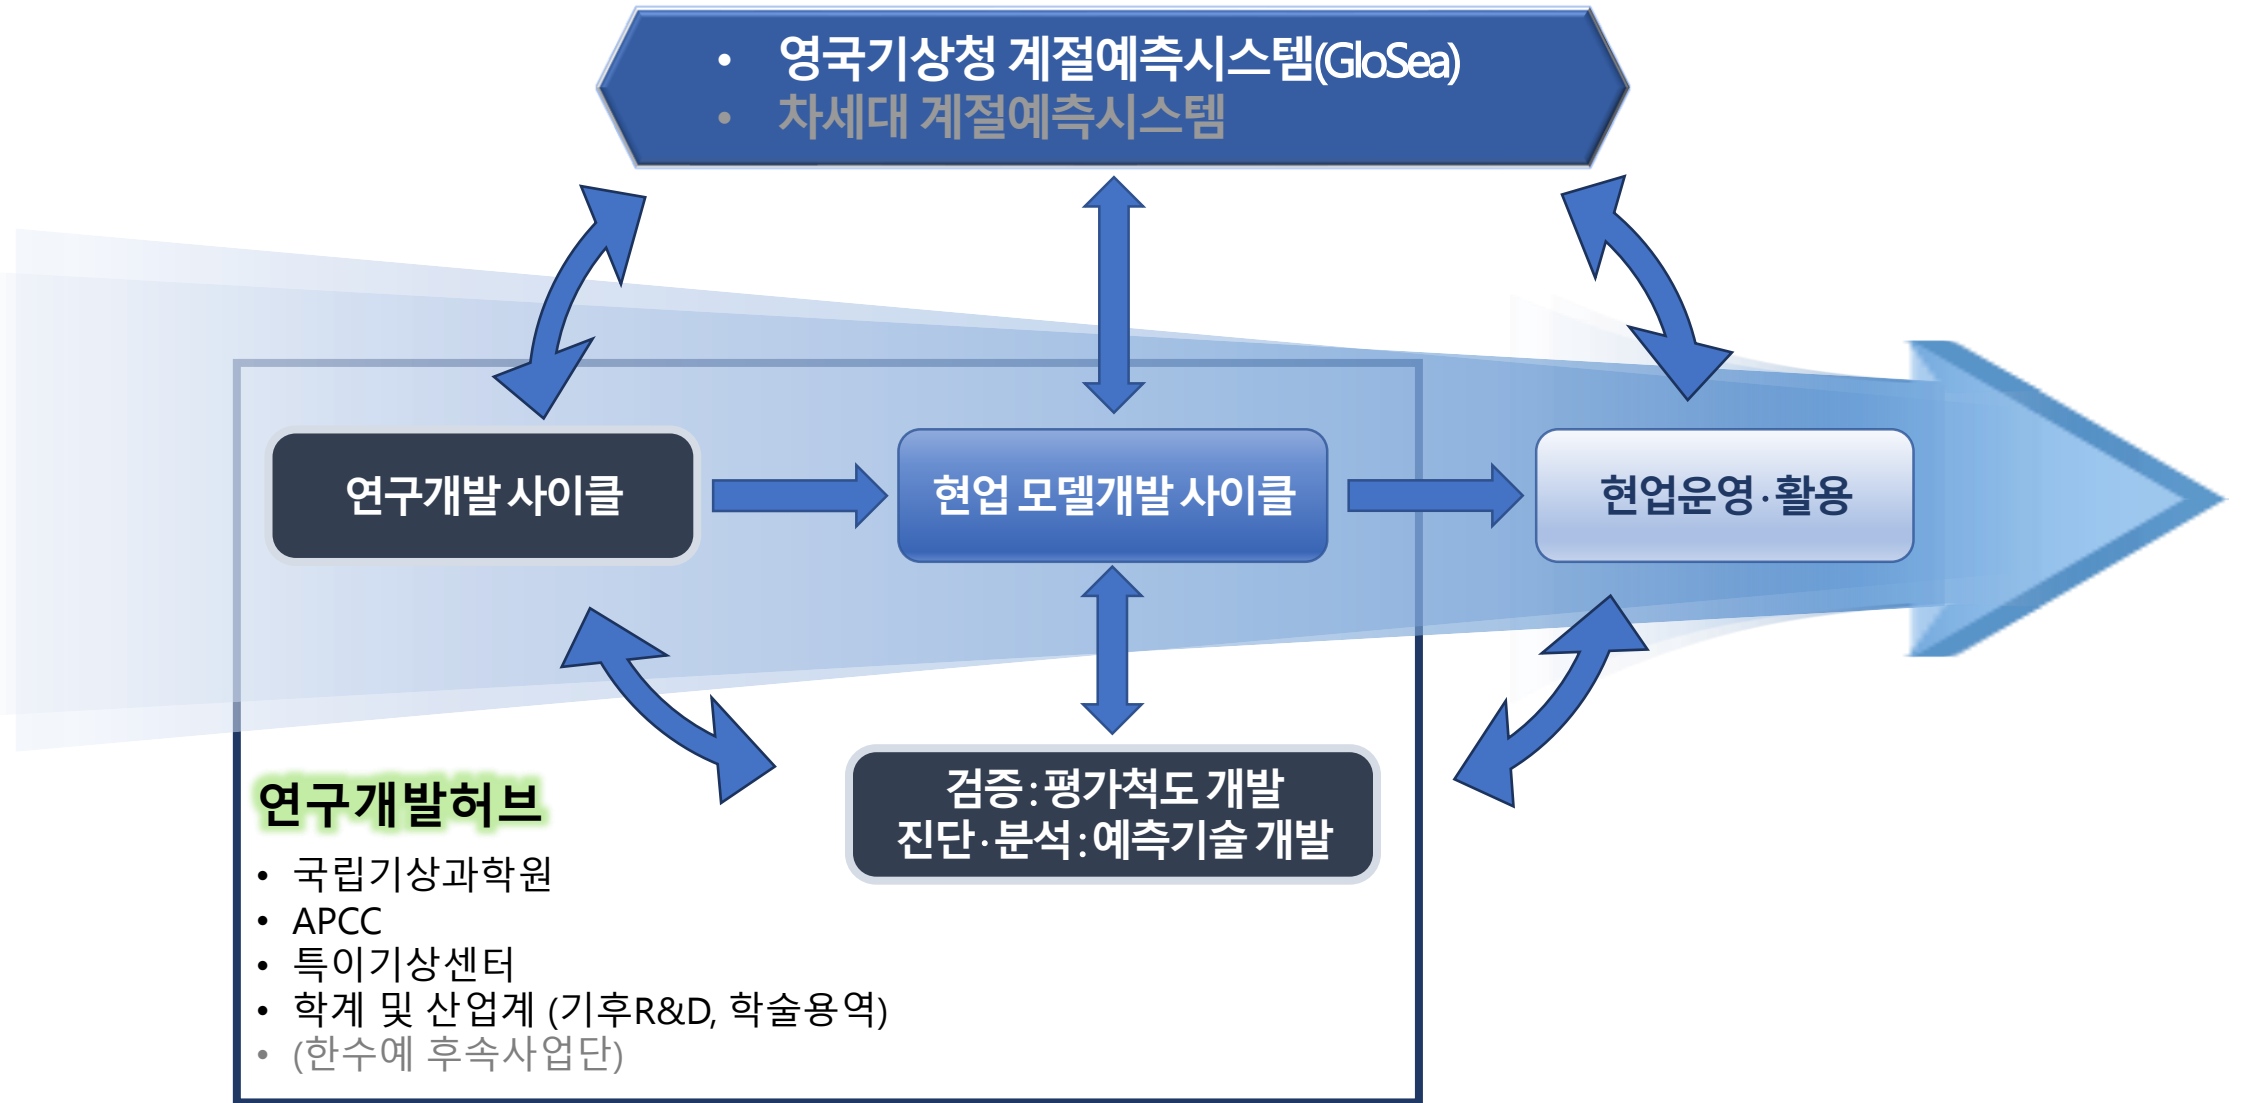 • 영국기상청 계절예측시스템(GloSea)
• 차세대 계절예측시스템
연구개발 사이클
현업 모델개발 사이클
현업운영·활용
검증:평가척도 개발
진단·분석:예측기술 개발
연구개발허브
• 국립기상과학원
• APCC
• 특이기상센터
• 학계 및 산업계 (기후R&D, 학술용역)
• (한수예 후속사업단)